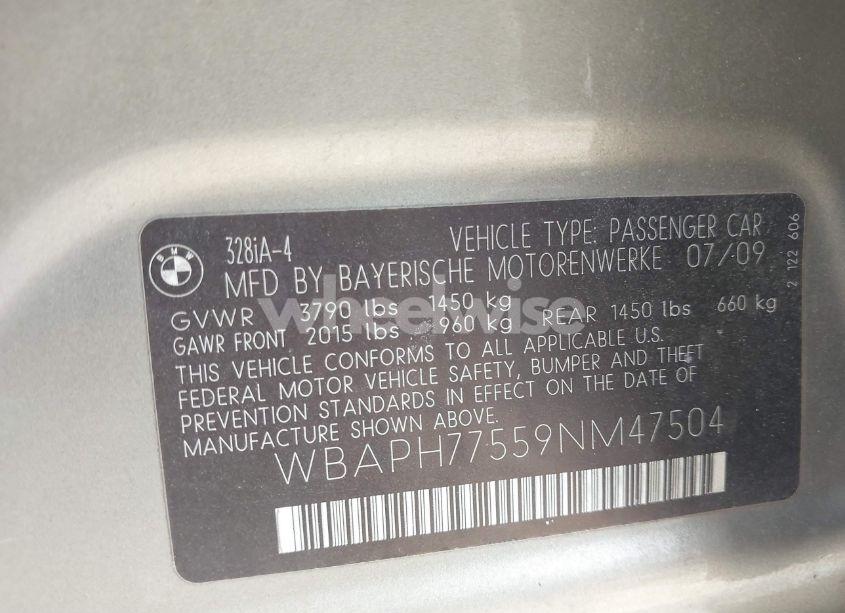 BMW
328iA-4 VEHICLE TYPE: PASSENGER CAR
MFD BY BAYERISCHE MOTORENWERKE 07/09
GVWR 3790 lbs 1450 kg
GAWR FRONT 2015 lbs 960 kg REAR 1450 lbs 660 kg
THIS VEHICLE CONFORMS TO ALL APPLICABLE U.S.
FEDERAL MOTOR VEHICLE SAFETY, BUMPER AND THEFT
PREVENTION STANDARDS IN EFFECT ON THE DATE OF
MANUFACTURE SHOWN ABOVE.
WBAPH77559NM47504
2 122 606
wheelwise